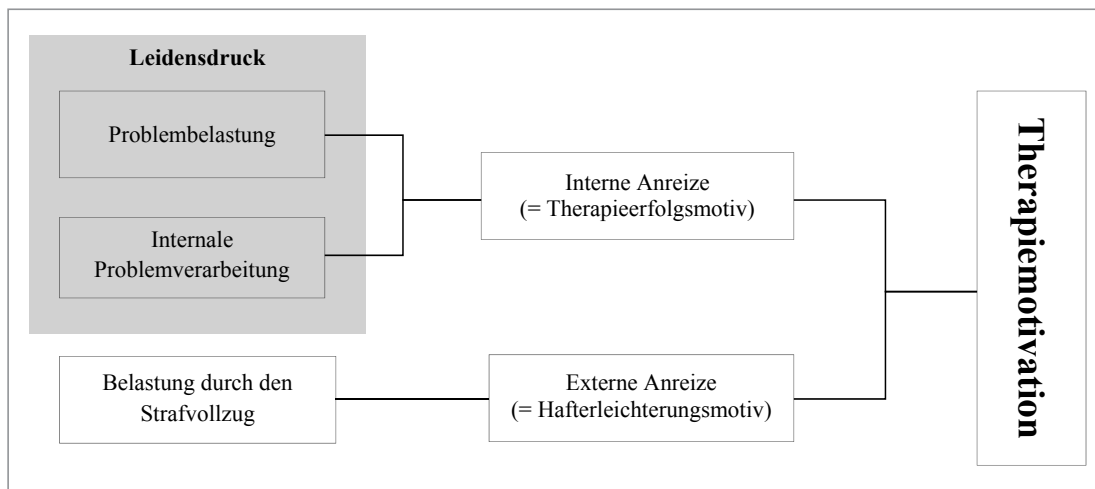 Leidensdruck
Problembelastung
Internale
Problemverarbeitung
Belastung durch den
Strafvollzug
Interne Anreize
(= Therapieerfolgsmotiv)
Externe Anreize
(= Hafterleichterungsmotiv)
Therapiemotivation